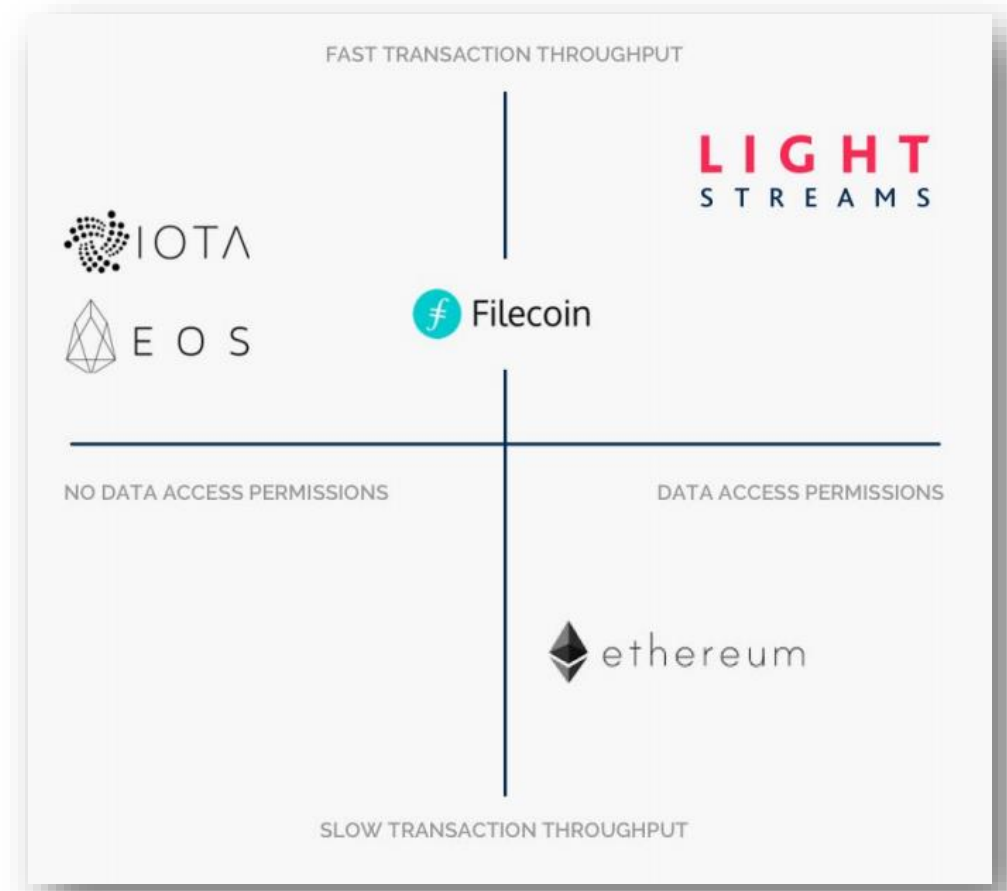 FAST TRANSACTION THROUGHPUT
LIGHT
STREAMS
IOTA
EOS
Filecoin
NO DATA ACCESS PERMISSIONS
DATA ACCESS PERMISSIONS
ethereum
SLOW TRANSACTION THROUGHPUT